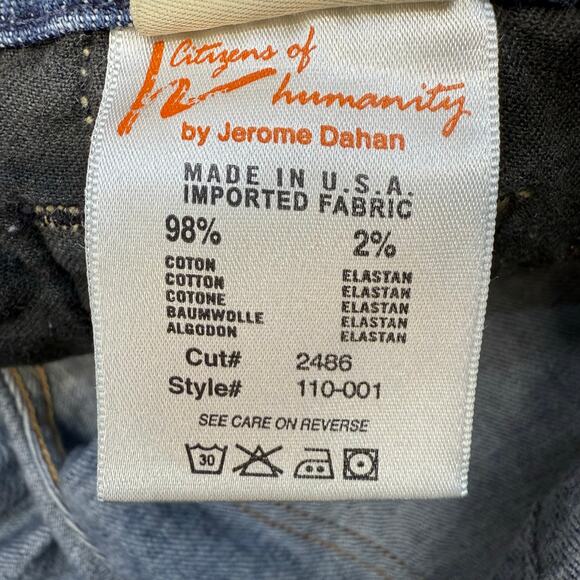 Citizens of
humanity
by Jerome Dahan
MADE IN U.S.A.
IMPORTED FABRIC
98% 2%
COTON ELASTAN
COTTON ELASTAN
COTONE ELASTAN
BAUMWOLLE ELASTAN
ALGODON ELASTAN
Cut# 2486
Style# 110-001
SEE CARE ON REVERSE
30